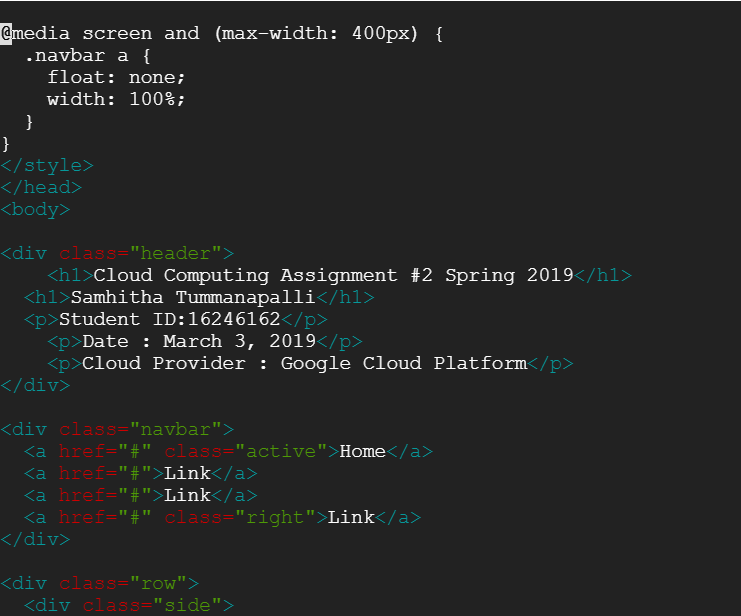 @media screen and (max-width: 400px) {
  .navbar a {
    float: none;
    width: 100%;
  }
}
</style>
</head>
<body>

<div class="header">
    <h1>Cloud Computing Assignment #2 Spring 2019</h1>
  <h1>Samhitha Tummanapalli</h1>
  <p>Student ID:16246162</p>
    <p>Date : March 3, 2019</p>
    <p>Cloud Provider : Google Cloud Platform</p>
</div>

<div class="navbar">
  <a href="#" class="active">Home</a>
  <a href="#">Link</a>
  <a href="#">Link</a>
  <a href="#" class="right">Link</a>
</div>

<div class="row">
  <div class="side">